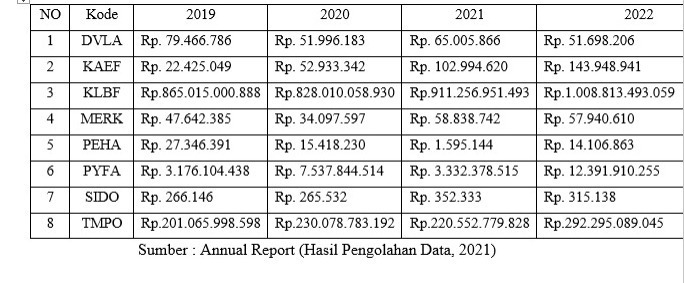 NO Kode 2019 2020 2021 2022
1 DVLA Rp. 79.466.786 Rp. 51.996.183 Rp. 65.005.866 Rp. 51.698.206
2 KAEF Rp. 22.425.049 Rp. 52.933.342 Rp. 102.994.620 Rp. 143.948.941
3 KLBF Rp.865.015.000.888 Rp.828.010.058.930 Rp.911.256.951.493 Rp.1.008.813.493.059
4 MERK Rp. 47.642.385 Rp. 34.097.597 Rp. 58.838.742 Rp. 57.940.610
5 PEHA Rp. 27.346.391 Rp. 15.418.230 Rp. 1.595.144 Rp. 14.106.863
6 PYFA Rp. 3.176.104.438 Rp. 7.537.844.514 Rp. 3.332.378.515 Rp. 12.391.910.255
7 SIDO Rp. 266.146 Rp. 265.532 Rp. 352.333 Rp. 315.138
8 TMPO Rp.201.065.998.598 Rp.230.078.783.192 Rp.220.552.779.828 Rp.292.295.089.045
Sumber : Annual Report (Hasil Pengolahan Data, 2021)